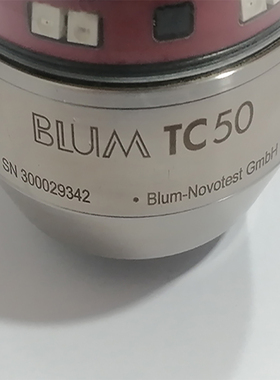 BLUM TC50
SN 300029342 • Blum-Novotest GmbH